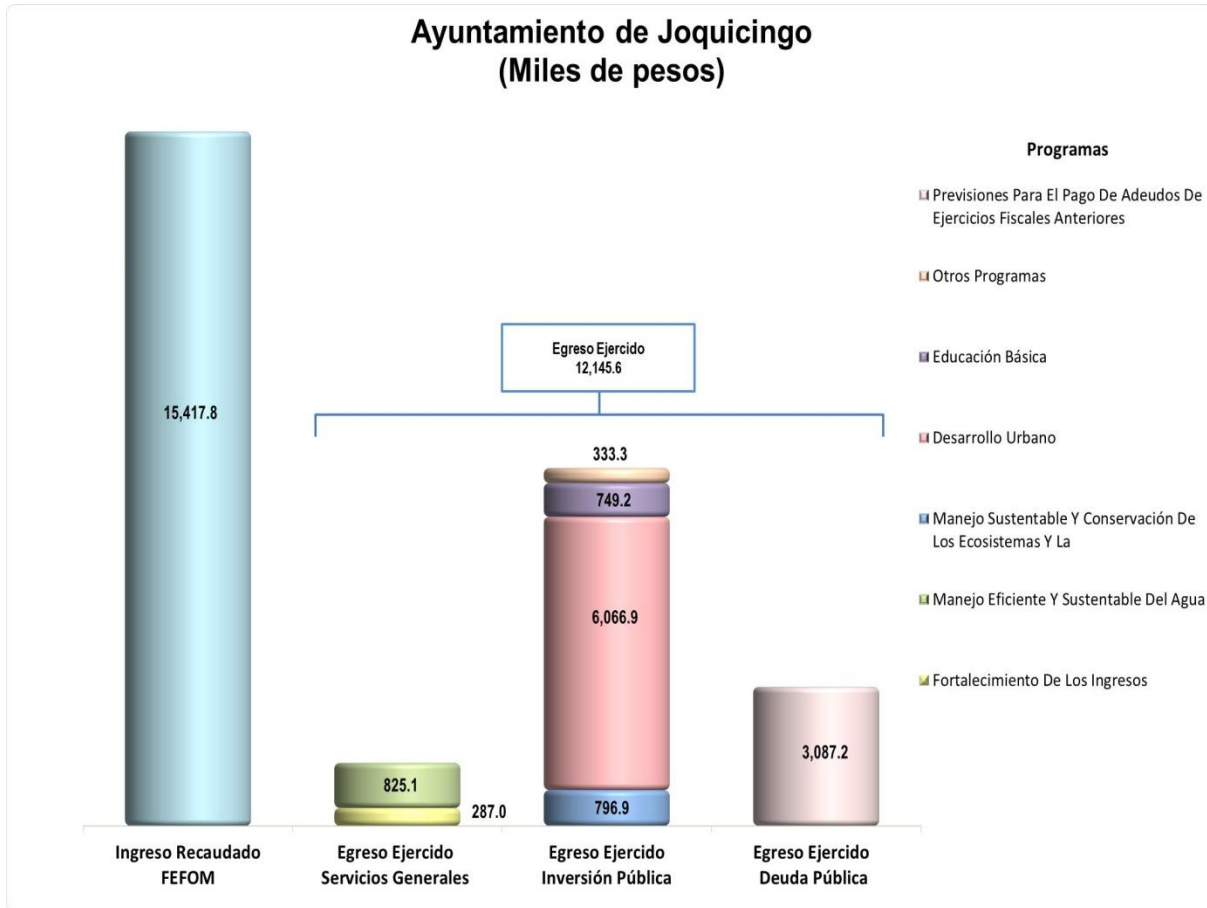 Ayuntamiento de Joquicingo
(Miles de pesos)
Programas
Previsiones Para El Pago De Adeudos De
Ejercicios Fiscales Anteriores
Otros Programas
Educación Básica
Desarrollo Urbano
Manejo Sustentable Y Conservación De
Los Ecosistemas Y La
Manejo Eficiente Y Sustentable Del Agua
Fortalecimiento De Los Ingresos
Egreso Ejercido
12,145.6
15,417.8
333.3
749.2
6,066.9
796.9
825.1
287.0
3,087.2
Ingreso Recaudado
FEFOM
Egreso Ejercido
Servicios Generales
Egreso Ejercido
Inversión Pública
Egreso Ejercido
Deuda Pública